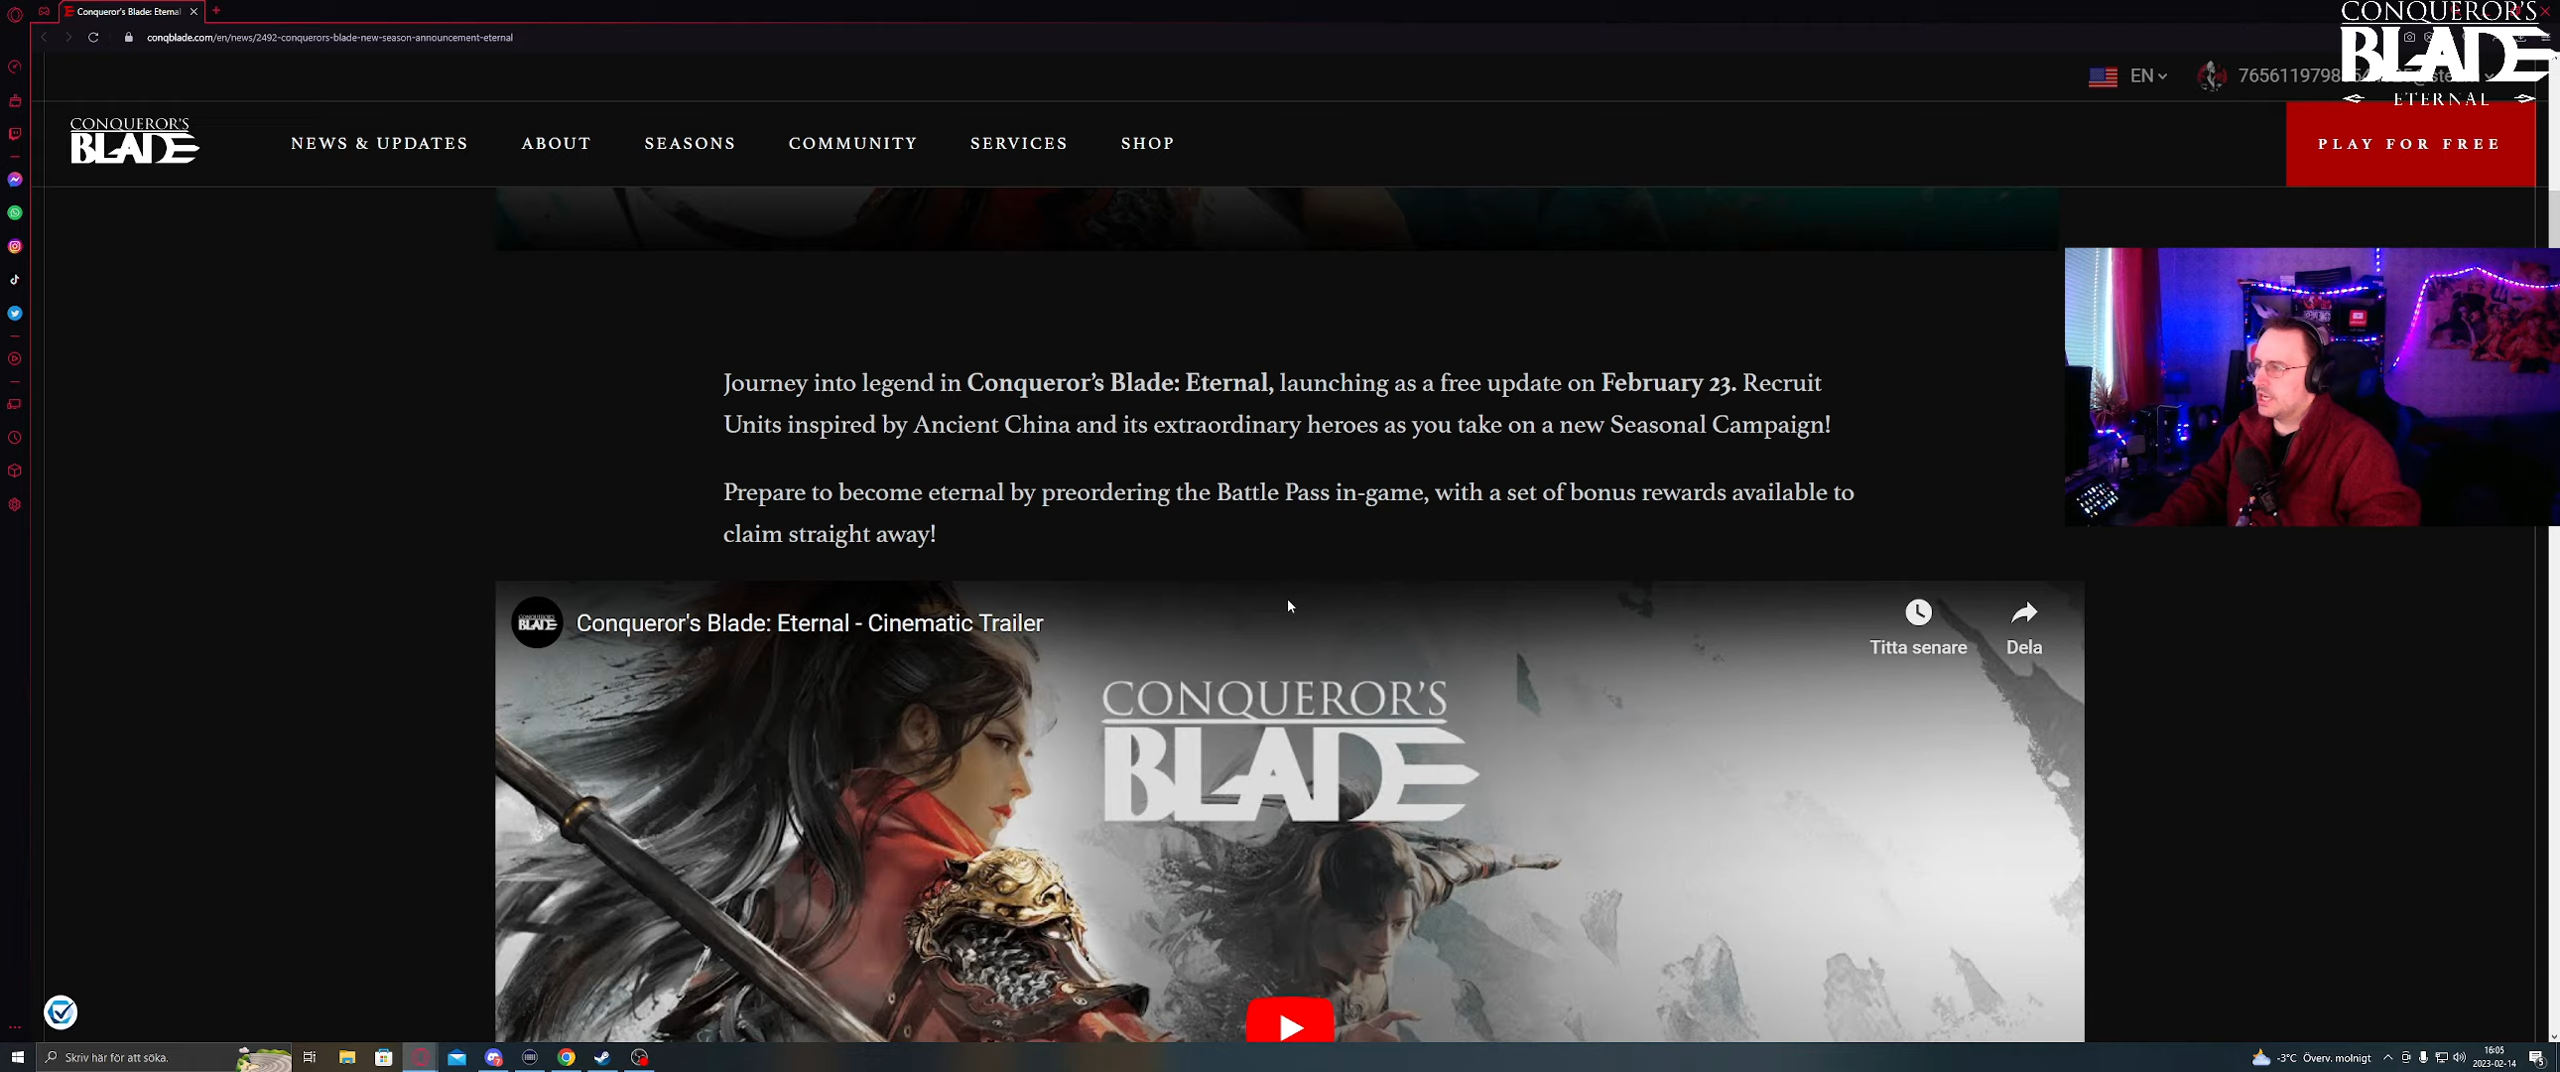 Conqueror's Blade: Eternal
conqblade.com/en/news/2492-conquerors-blade-new-season-announcement-eternal
CONQUEROR'S
BLADE
ETERNAL
EN
CONQUEROR'S
BLADE
NEWS & UPDATES
ABOUT
SEASONS
COMMUNITY
SERVICES
SHOP
PLAY FOR FREE
Journey into legend in Conqueror's Blade: Eternal, launching as a free update on February 23. Recruit
Units inspired by Ancient China and its extraordinary heroes as you take on a new Seasonal Campaign!
Prepare to become eternal by preordering the Battle Pass in-game, with a set of bonus rewards available to
claim straight away!
CONQUEROR'S
BLADE
Conqueror's Blade: Eternal - Cinematic Trailer
Titta senare
Dela
CONQUEROR'S
BLADE
Skriv här för att söka.
-3°C Överv. molnigt
16:05
2023-02-14